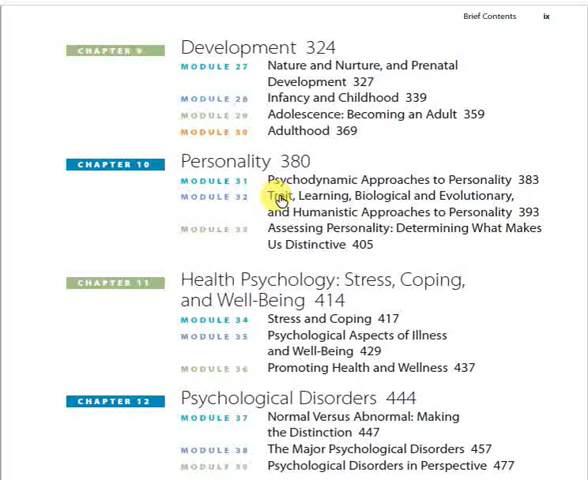 Brief Contents ix
CHAPTER 9 Development 324
MODULE 27 Nature and Nurture, and Prenatal
Development 327
MODULE 28 Infancy and Childhood 339
MODULE 29 Adolescence: Becoming an Adult 359
MODULE 30 Adulthood 369
CHAPTER 10 Personality 380
MODULE 31 Psychodynamic Approaches to Personality 383
MODULE 32 Trait, Learning, Biological and Evolutionary,
and Humanistic Approaches to Personality 393
MODULE 33 Assessing Personality: Determining What Makes
Us Distinctive 405
CHAPTER 11 Health Psychology: Stress, Coping,
and Well-Being 414
MODULE 34 Stress and Coping 417
MODULE 35 Psychological Aspects of Illness
and Well-Being 429
MODULE 36 Promoting Health and Wellness 437
CHAPTER 12 Psychological Disorders 444
MODULE 37 Normal Versus Abnormal: Making
the Distinction 447
MODULE 38 The Major Psychological Disorders 457
MODULE 39 Psychological Disorders in Perspective 477